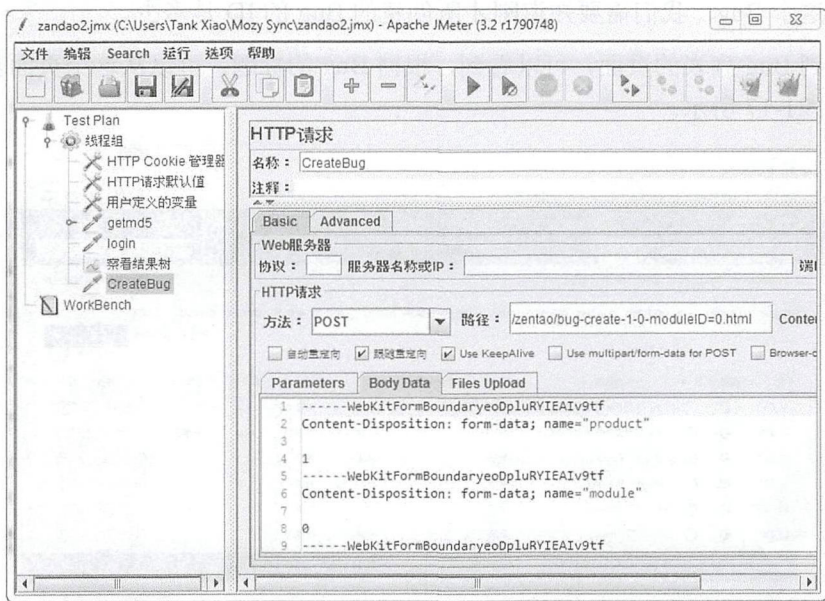 zandao2.jmx (C:\Users\Tank Xiao\Mozy Sync\zandao2.jmx) - Apache JMeter (3.2 r1790748)
文件 编辑 Search 运行 选项 帮助
Test Plan
线程组
HTTP Cookie 管理器
HTTP请求默认值
用户定义的变量
getmd5
login
察看结果树
CreateBug
WorkBench
HTTP请求
名称： CreateBug
注释：
Basic Advanced
Web服务器
协议： 服务器名称或IP：
HTTP请求
方法： POST 路径： /zentao/bug-create-1-0-moduleID=0.html
自动重定向 跟随重定向 Use KeepAlive Use multipart/form-data for POST
Parameters Body Data Files Upload
1 ------WebKitFormBoundaryeoDpluRYIEAIv9tf
2 Content-Disposition: form-data; name="product"
3
4 1
5 ------WebKitFormBoundaryeoDpluRYIEAIv9tf
6 Content-Disposition: form-data; name="module"
7
8 0
9 ------WebKitFormBoundaryeoDpluRYIEAIv9tf